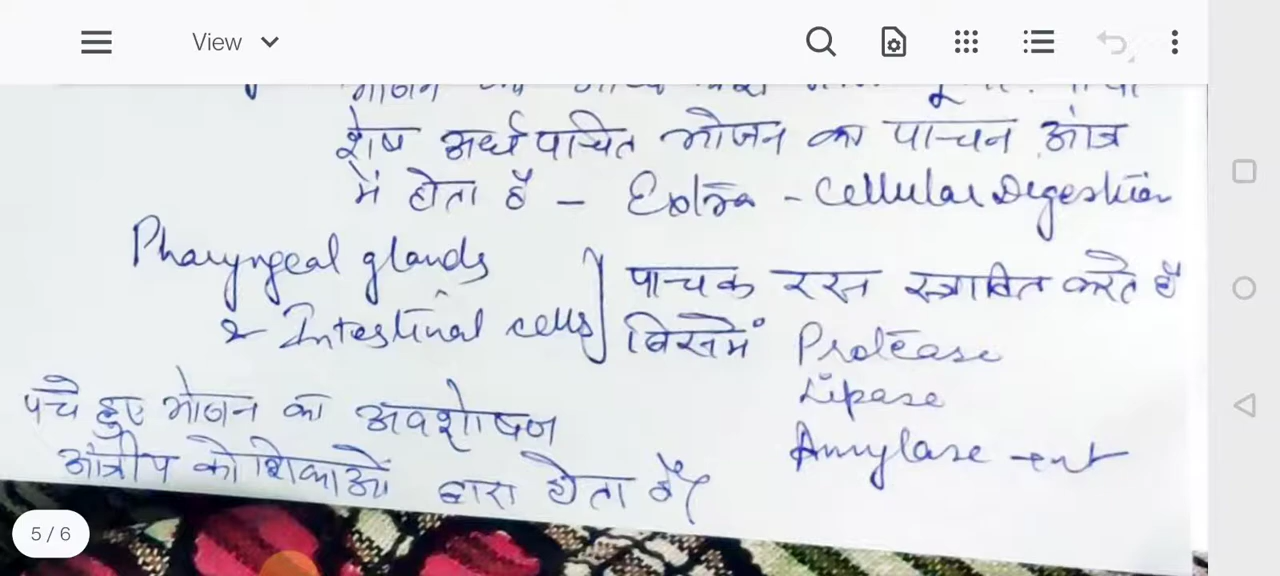 View
शेष अर्धपाचित भोजन का पाचन आंत्र
में होता है - Extra - Cellular Digestion
Pharyngeal glands
& Intestinal cells
पाचक रस स्त्रावित करते है
जिसमें Protease
Lipase
Amylase
पचे हुए भोजन का अवशोषण
आंत्रीय कोशिकाओं द्वारा होता है
5 / 6